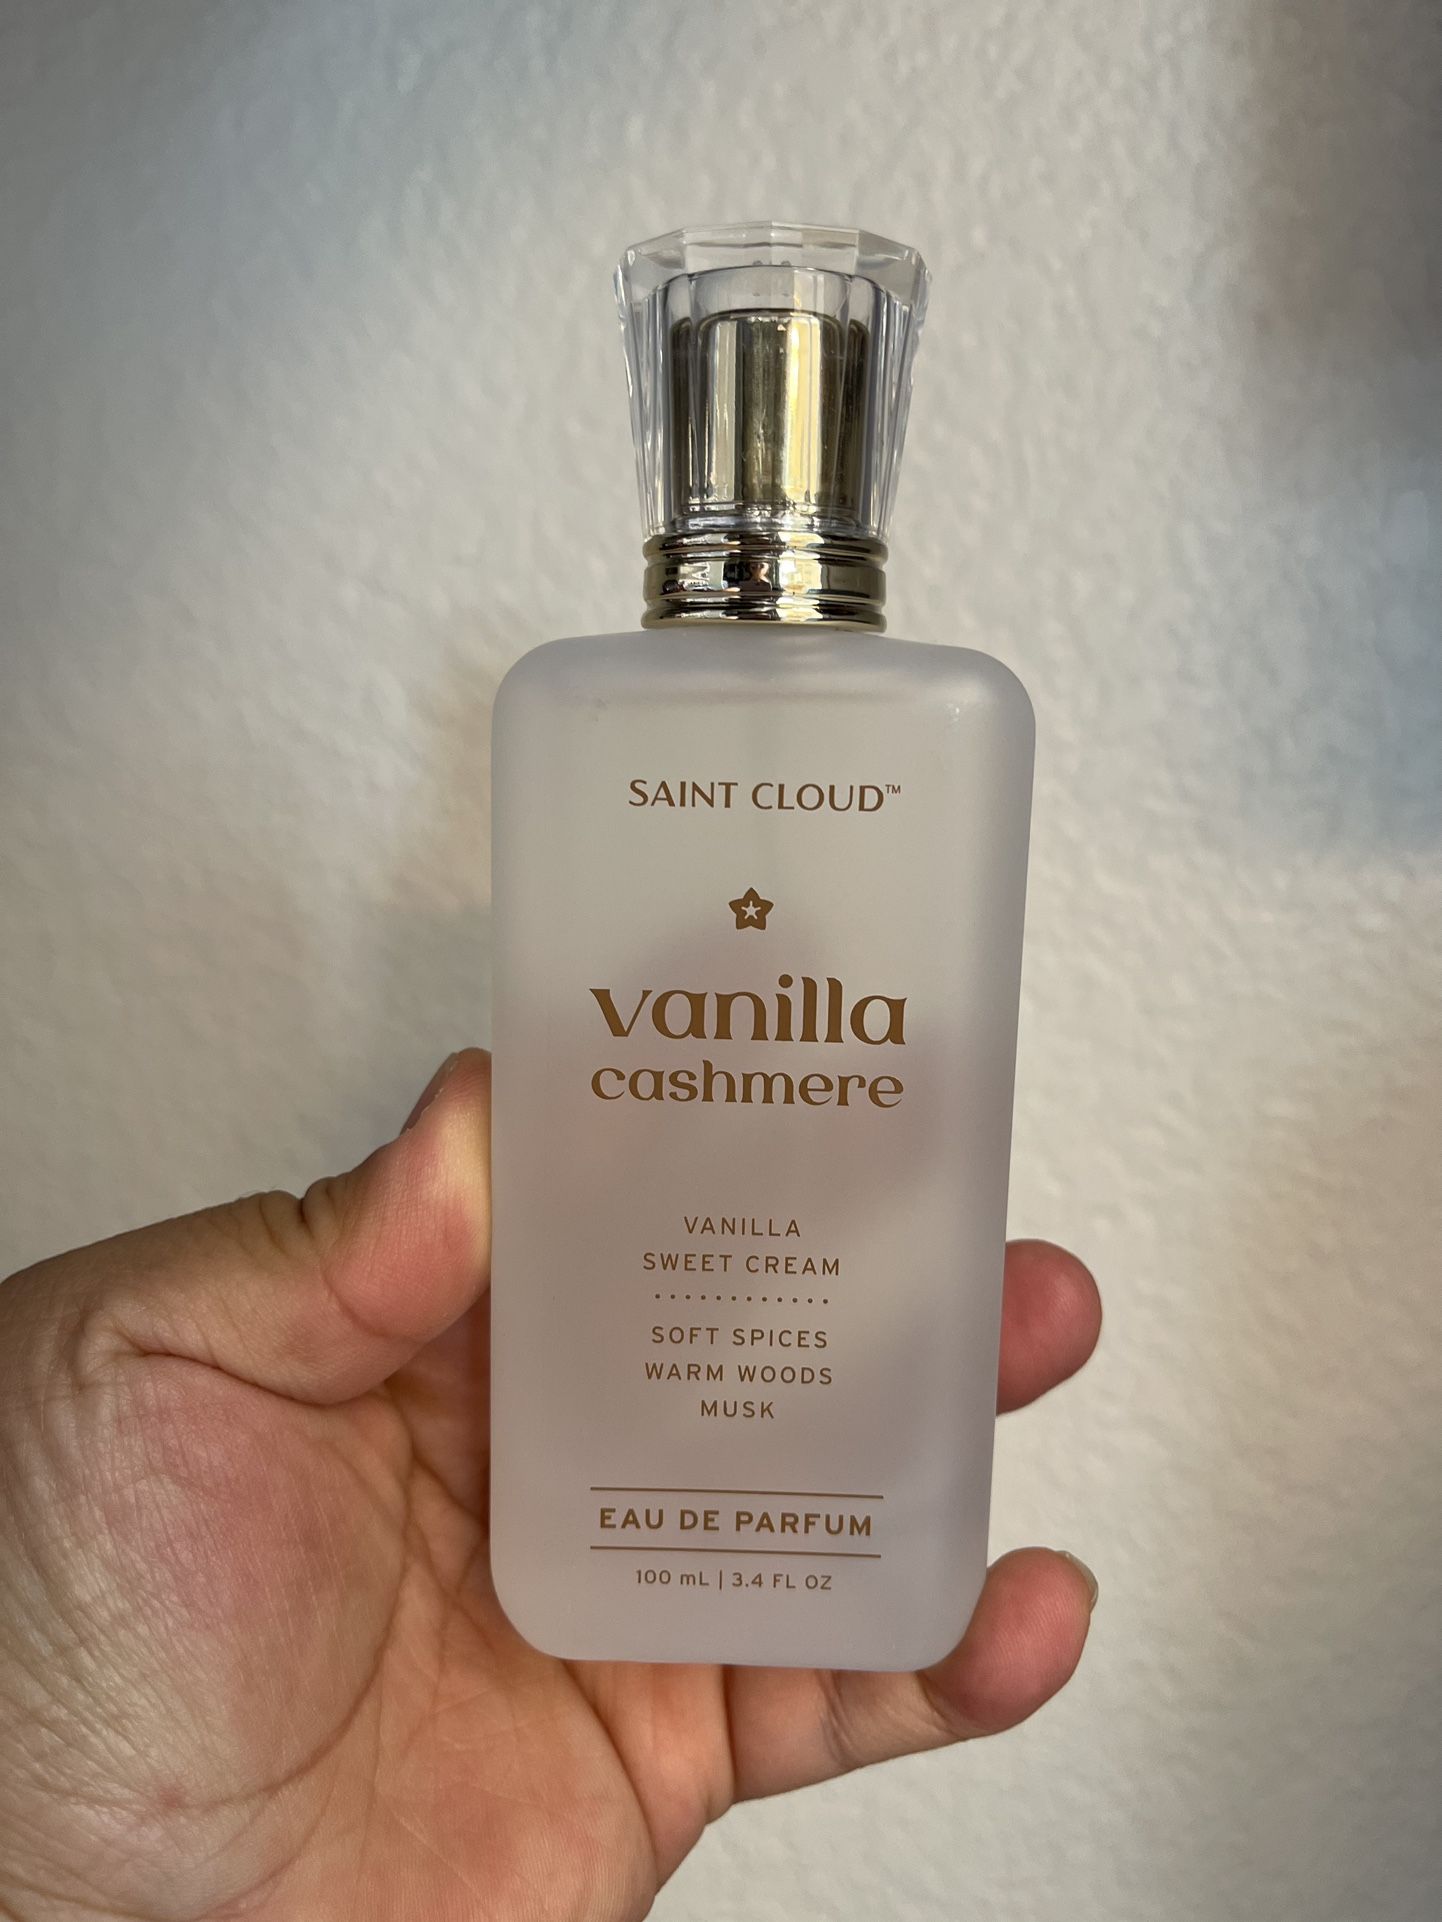 SAINT CLOUD™
vanilla
cashmere
VANILLA
SWEET CREAM
SOFT SPICES
WARM WOODS
MUSK
EAU DE PARFUM
100 mL | 3.4 FL OZ